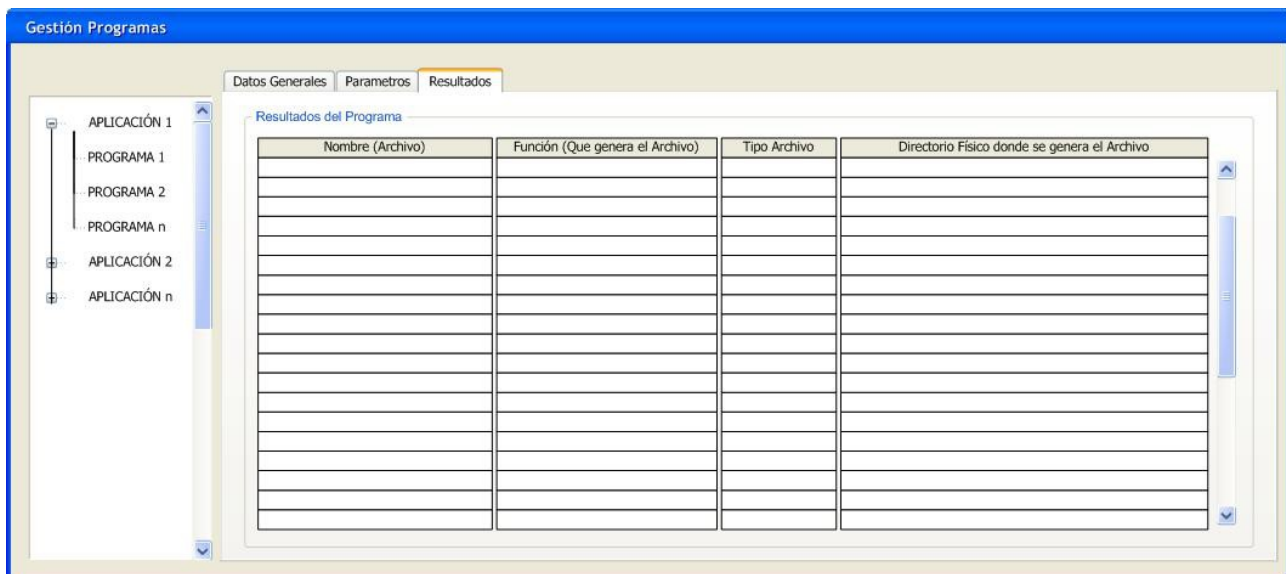 Gestión Programas
Datos Generales
Parametros
Resultados
APLICACIÓN 1
PROGRAMA 1
PROGRAMA 2
PROGRAMA n
APLICACIÓN 2
APLICACIÓN n
Resultados del Programa
Nombre (Archivo)
Función (Que genera el Archivo)
Tipo Archivo
Directorio Físico donde se genera el Archivo